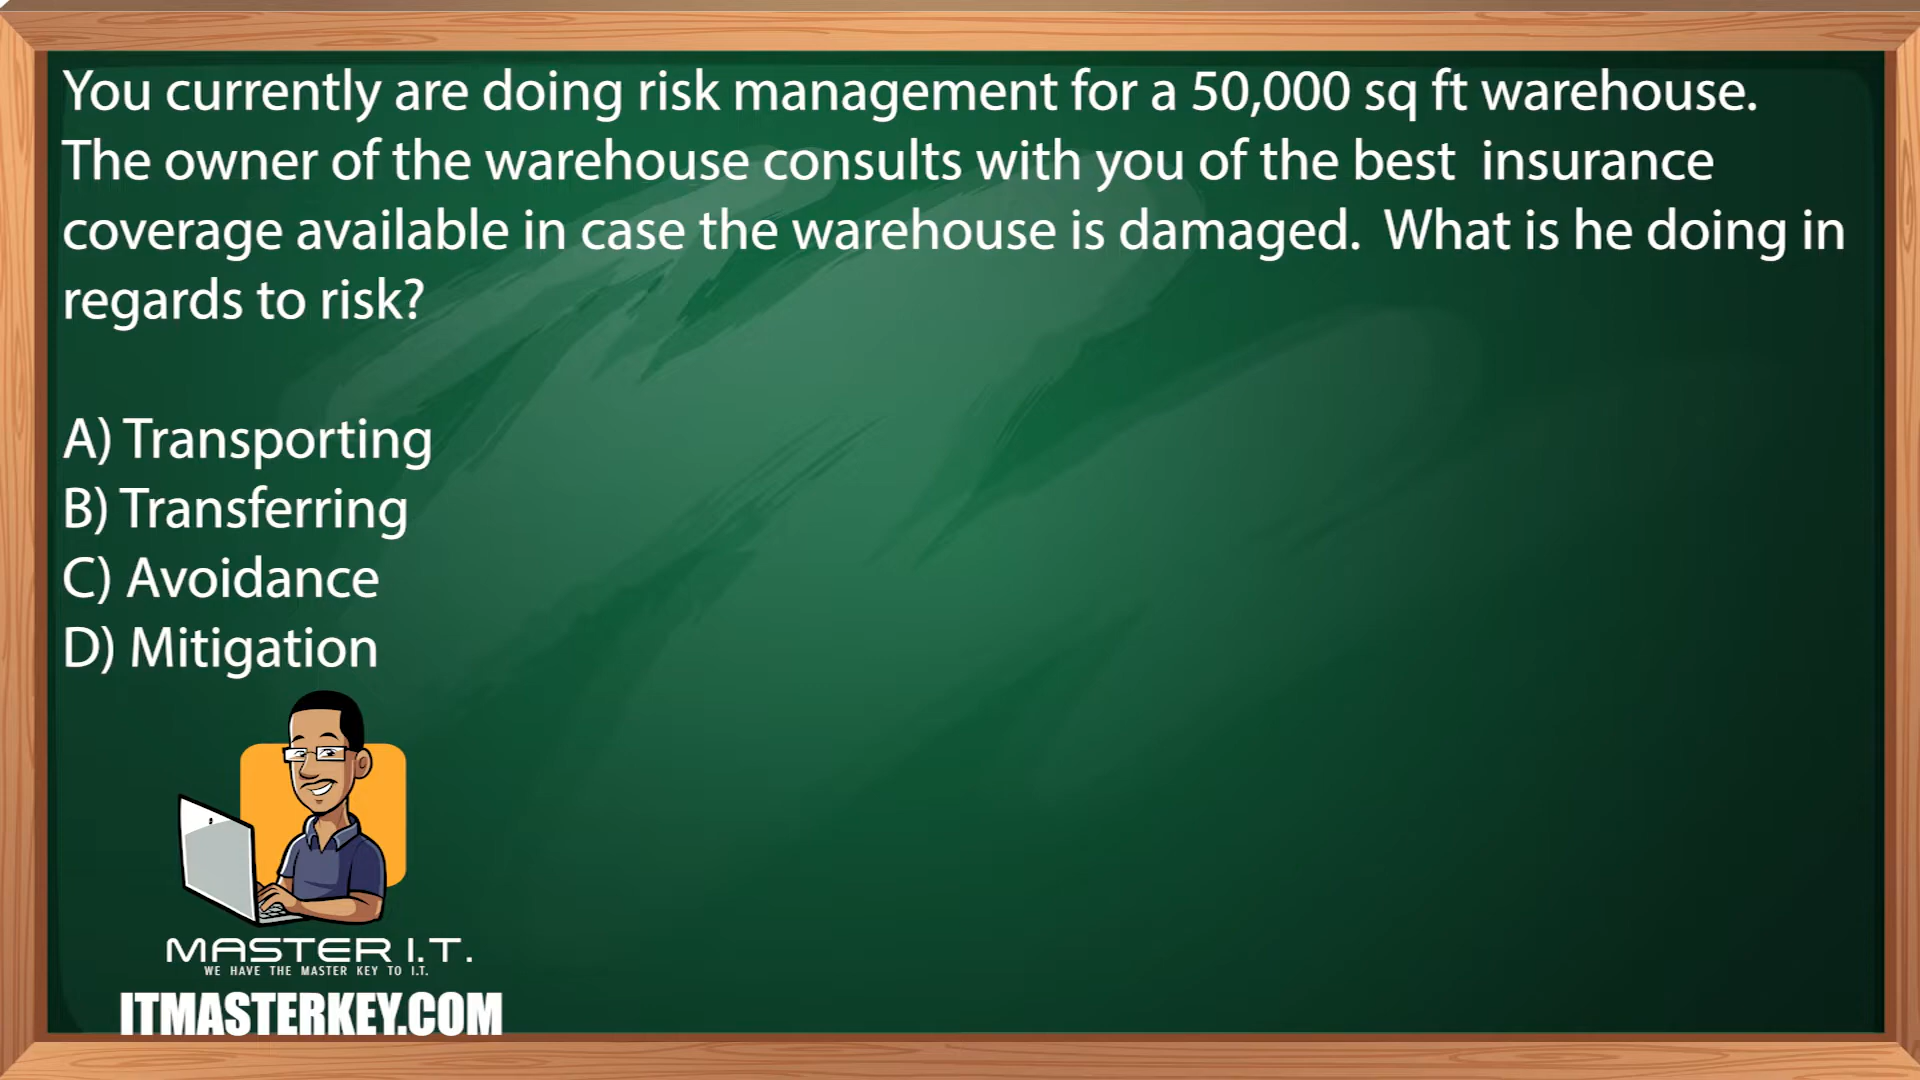 You currently are doing risk management for a 50,000 sq ft warehouse.
The owner of the warehouse consults with you of the best  insurance
coverage available in case the warehouse is damaged.  What is he doing in
regards to risk?
A) Transporting
B) Transferring
C) Avoidance
D) Mitigation
MASTER I.T.
WE HAVE THE MASTER KEY TO I.T.
ITMASTERKEY.COM